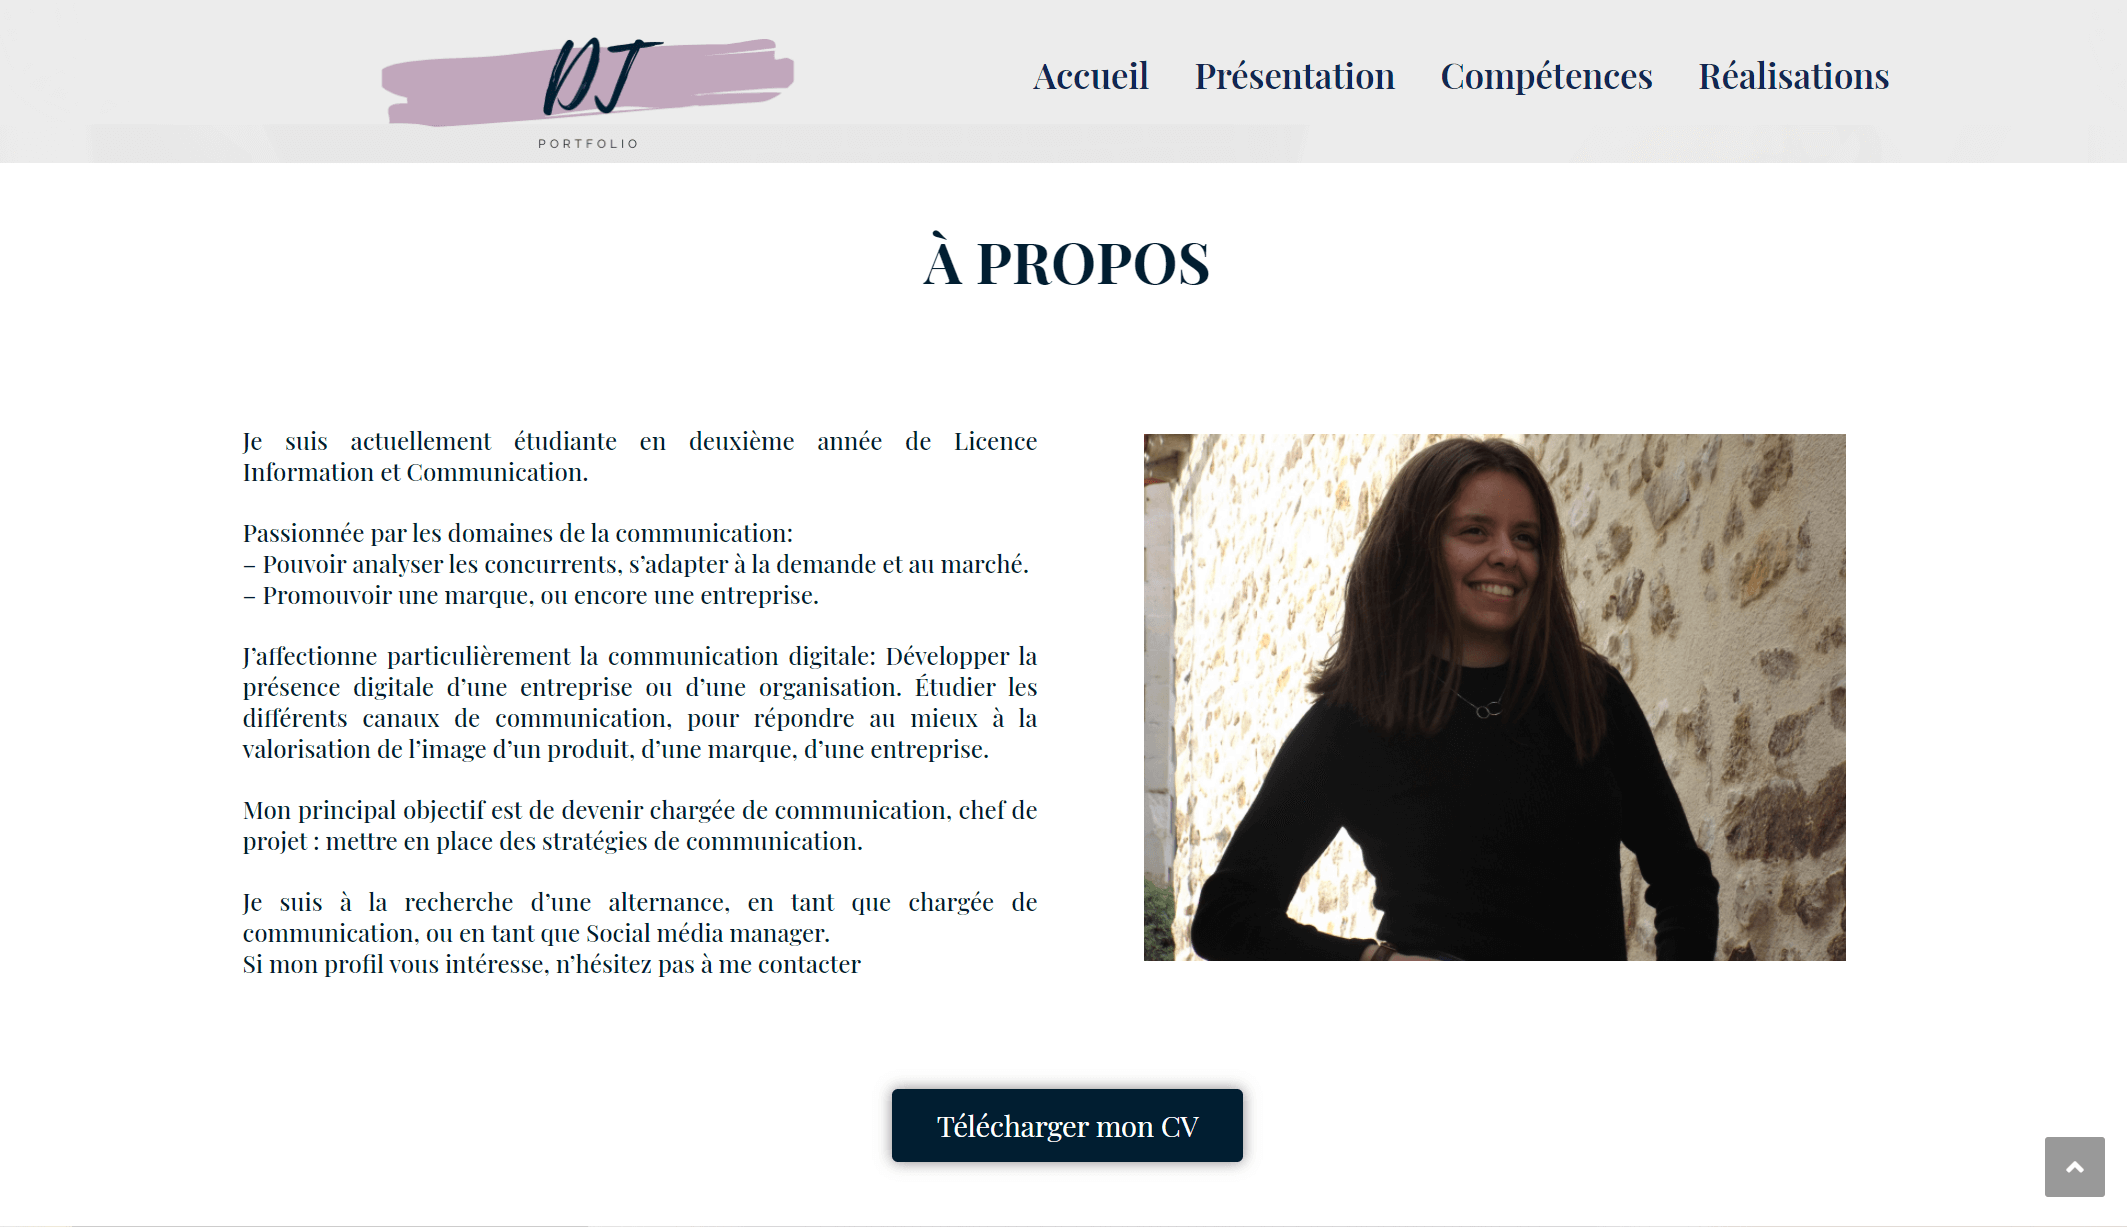 DJ
PORTFOLIO
Accueil Présentation Compétences Réalisations
À PROPOS
Je suis actuellement étudiante en deuxième année de Licence
Information et Communication.
Passionnée par les domaines de la communication:
– Pouvoir analyser les concurrents, s’adapter à la demande et au marché.
– Promouvoir une marque, ou encore une entreprise.
J’affectionne particulièrement la communication digitale: Développer la
présence digitale d’une entreprise ou d’une organisation. Étudier les
différents canaux de communication, pour répondre au mieux à la
valorisation de l’image d’un produit, d’une marque, d’une entreprise.
Mon principal objectif est de devenir chargée de communication, chef de
projet : mettre en place des stratégies de communication.
Je suis à la recherche d’une alternance, en tant que chargée de
communication, ou en tant que Social média manager.
Si mon profil vous intéresse, n’hésitez pas à me contacter
Télécharger mon CV